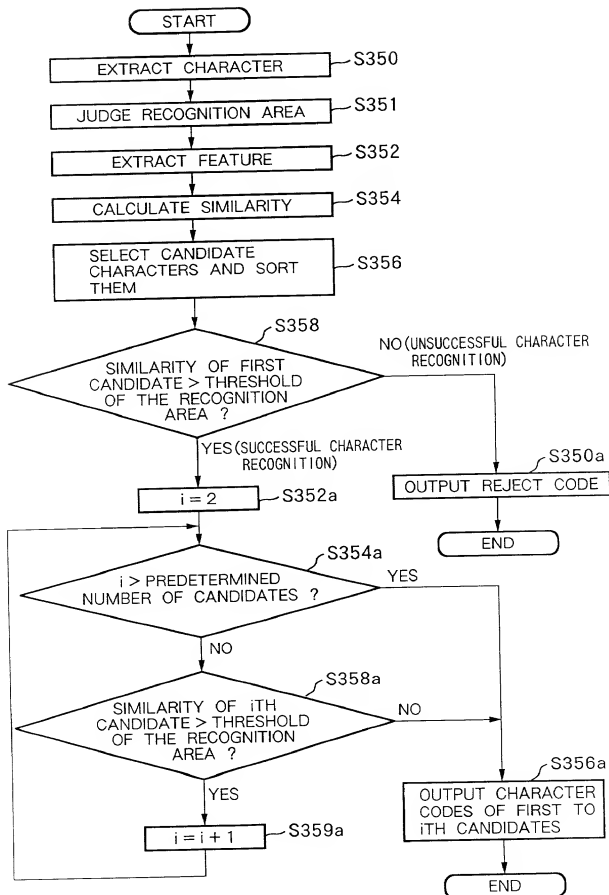 START
EXTRACT CHARACTER
S350
JUDGE RECOGNITION AREA
S351
EXTRACT FEATURE
S352
CALCULATE SIMILARITY
S354
SELECT CANDIDATE
CHARACTERS AND SORT
THEM
S356
S358
SIMILARITY OF FIRST
CANDIDATE > THRESHOLD
OF THE RECOGNITION
AREA ?
NO (UNSUCCESSFUL CHARACTER
RECOGNITION)
YES (SUCCESSFUL CHARACTER
RECOGNITION)
S350a
OUTPUT REJECT CODE
END
i = 2
S352a
S354a
i > PREDETERMINED
NUMBER OF CANDIDATES ?
YES
NO
S358a
SIMILARITY OF iTH
CANDIDATE > THRESHOLD
OF THE RECOGNITION
AREA ?
NO
YES
S356a
OUTPUT CHARACTER
CODES OF FIRST TO
iTH CANDIDATES
i = i + 1
S359a
END